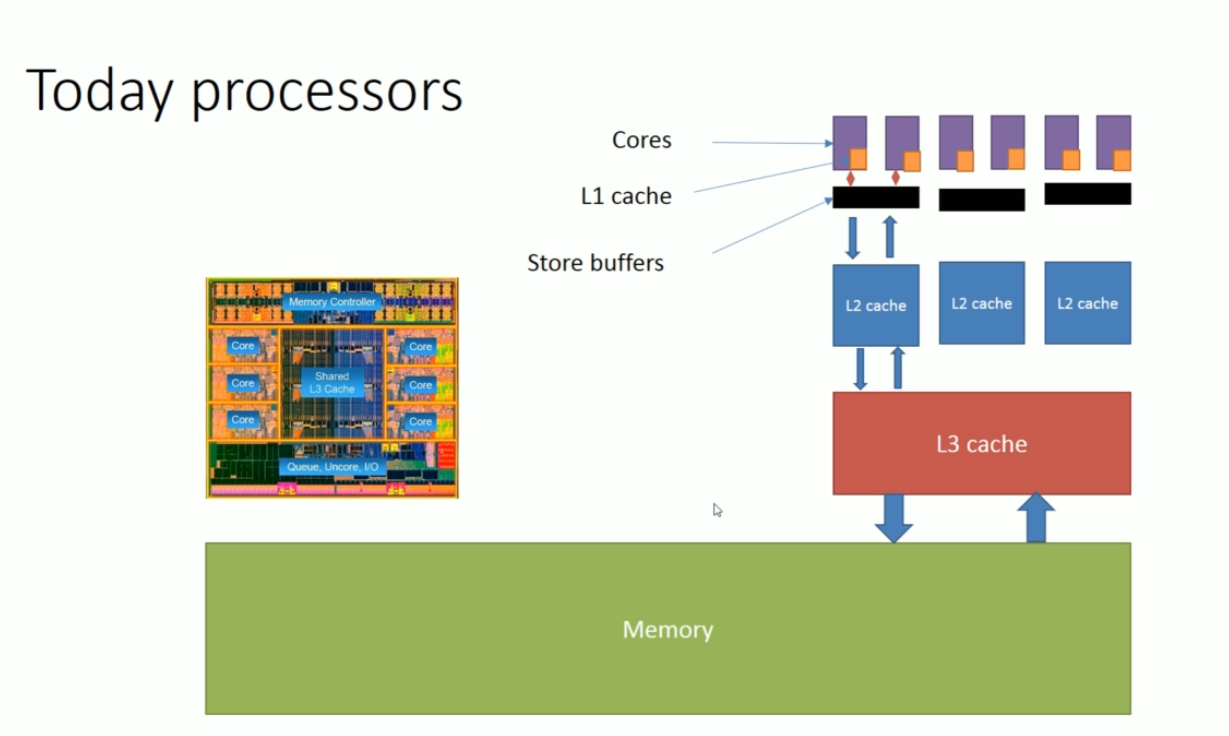 Today processors
Cores
L1 cache
Store buffers
L2 cache
L2 cache
L2 cache
L3 cache
Memory Controller
Core
Core
Core
Shared
L3 Cache
Core
Core
Core
Queue, Uncore, I/O
Memory